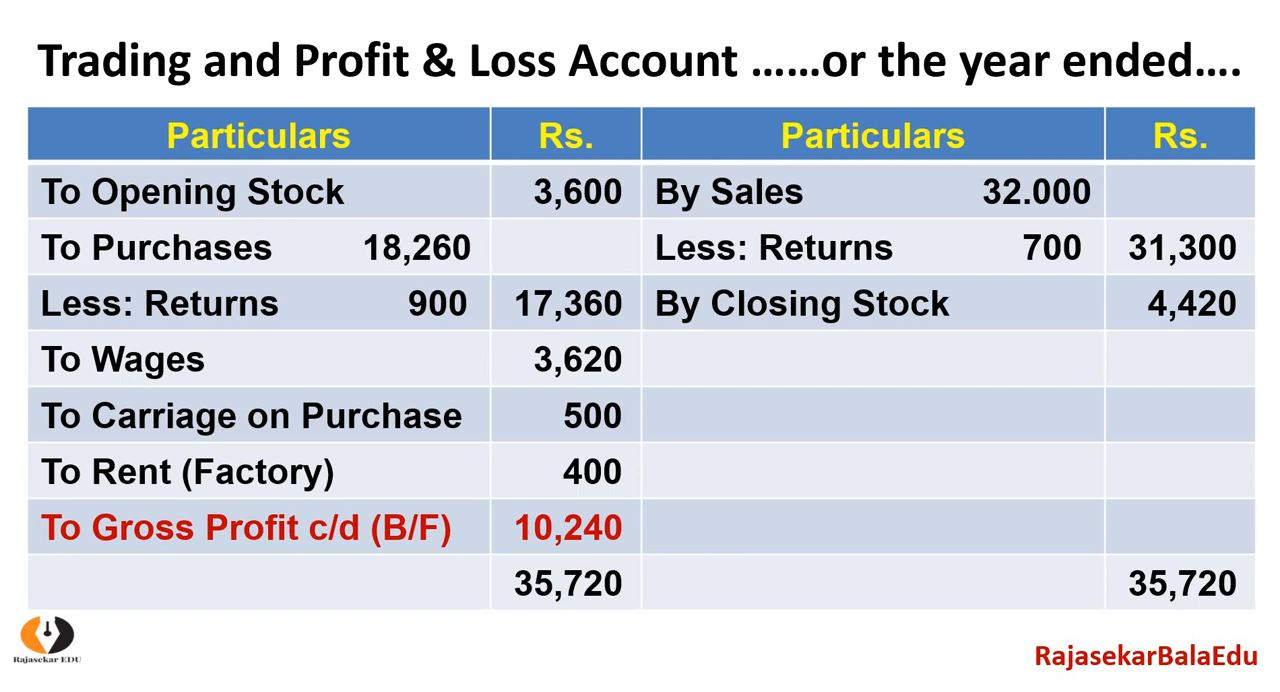 Trading and Profit & Loss Account ……or the year ended….
Particulars Rs. Particulars Rs.
To Opening Stock 3,600 By Sales 32.000
To Purchases 18,260 Less: Returns 700 31,300
Less: Returns 900 17,360 By Closing Stock 4,420
To Wages 3,620
To Carriage on Purchase 500
To Rent (Factory) 400
To Gross Profit c/d (B/F) 10,240
35,720 35,720
Rajasekar EDU
RajasekarBalaEdu